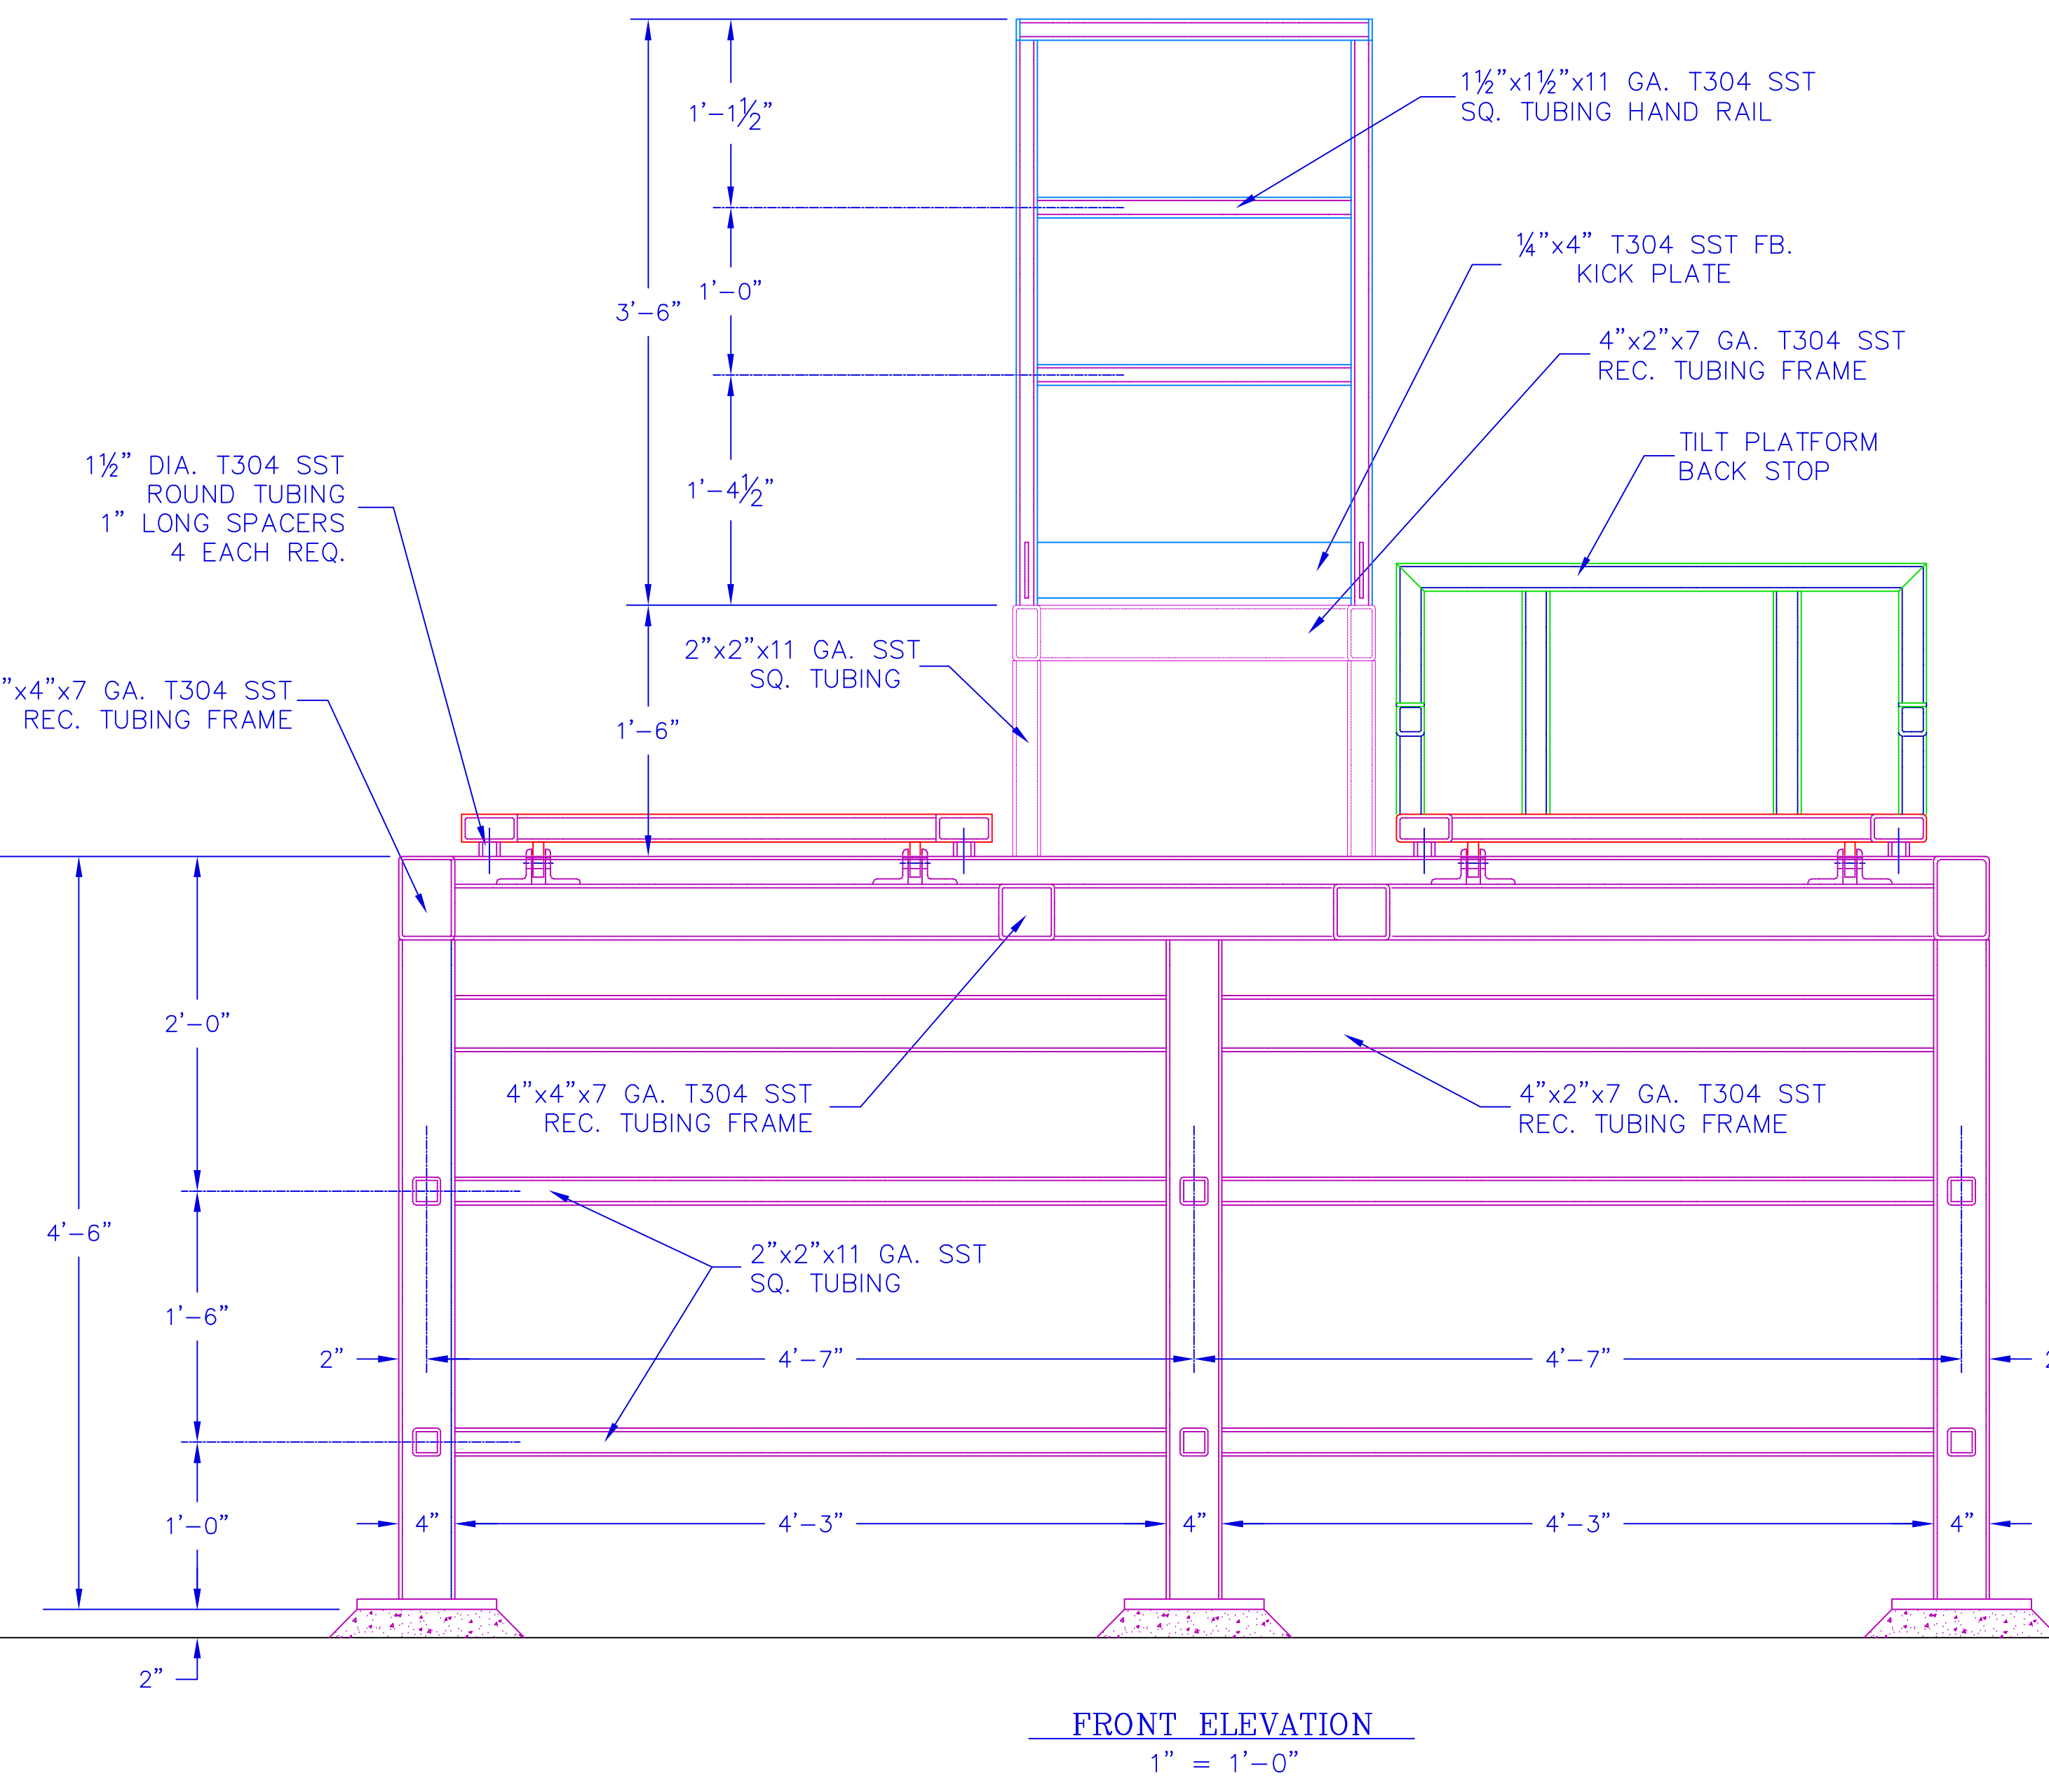 1½"x1½"x11 GA. T304 SST
SQ. TUBING HAND RAIL
1'-1½"
¼"x4" T304 SST FB.
KICK PLATE
1'-0"
3'-6"
4"x2"x7 GA. T304 SST
REC. TUBING FRAME
TILT PLATFORM
BACK STOP
1½" DIA. T304 SST
ROUND TUBING
1" LONG SPACERS
4 EACH REQ.
1'-4½"
2"x2"x11 GA. SST
SQ. TUBING
"x4"x7 GA. T304 SST
REC. TUBING FRAME
1'-6"
2'-0"
4"x4"x7 GA. T304 SST
REC. TUBING FRAME
4"x2"x7 GA. T304 SST
REC. TUBING FRAME
4'-6"
2"x2"x11 GA. SST
SQ. TUBING
1'-6"
2" 4'-7" 4'-7"
1'-0" 4" 4'-3" 4" 4'-3" 4"
2"
FRONT ELEVATION
1" = 1'-0"